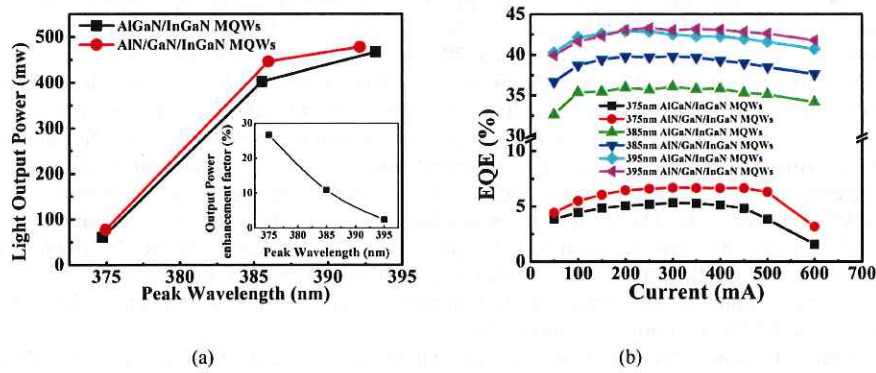 (a)
AlGaN/InGaN MQWs
AlN/GaN/InGaN MQWs
Light Output Power (mw)
500
400
300
200
100
0
375
380
385
390
395
Peak Wavelength (nm)
Output Power
enhancement factor (%)
30
20
10
0
375 380 385 390 395
Peak Wavelength (nm)
(b)
EQE (%)
45
40
35
30
10
5
0
375nm AlGaN/InGaN MQWs
375nm AlN/GaN/InGaN MQWs
385nm AlGaN/InGaN MQWs
385nm AlN/GaN/InGaN MQWs
395nm AlGaN/InGaN MQWs
395nm AlN/GaN/InGaN MQWs
0 100 200 300 400 500 600 700
Current (mA)
(a)
(b)